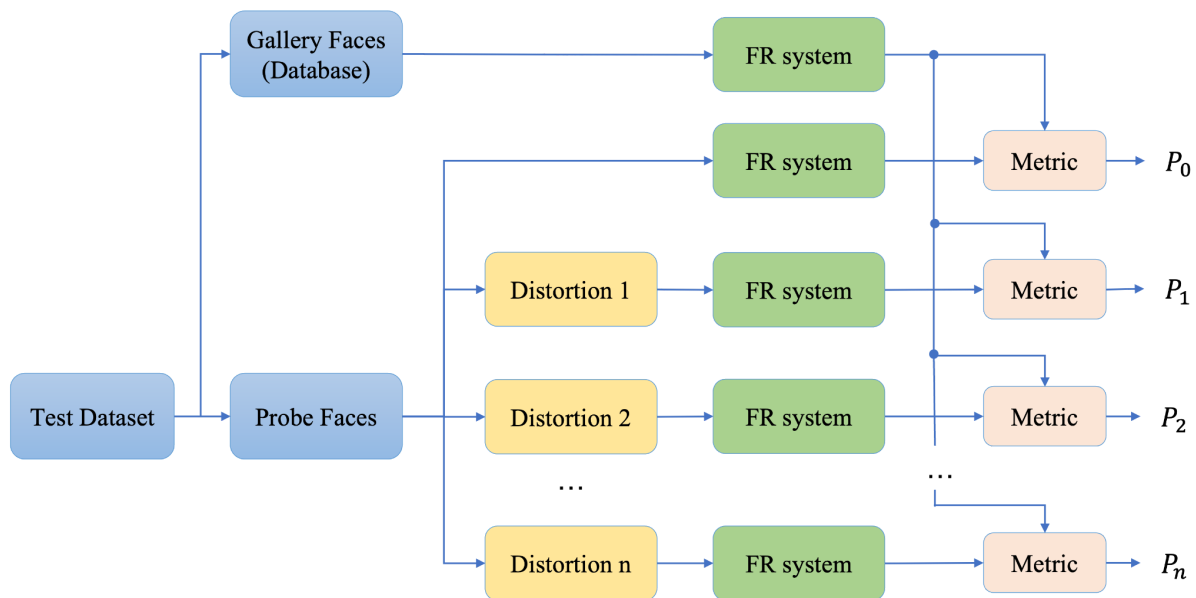 Gallery Faces
(Database)
FR system
FR system
Metric
P₀
Distortion 1
FR system
Metric
P₁
Test Dataset
Probe Faces
Distortion 2
FR system
Metric
P₂
...
...
Distortion n
FR system
Metric
Pₙ